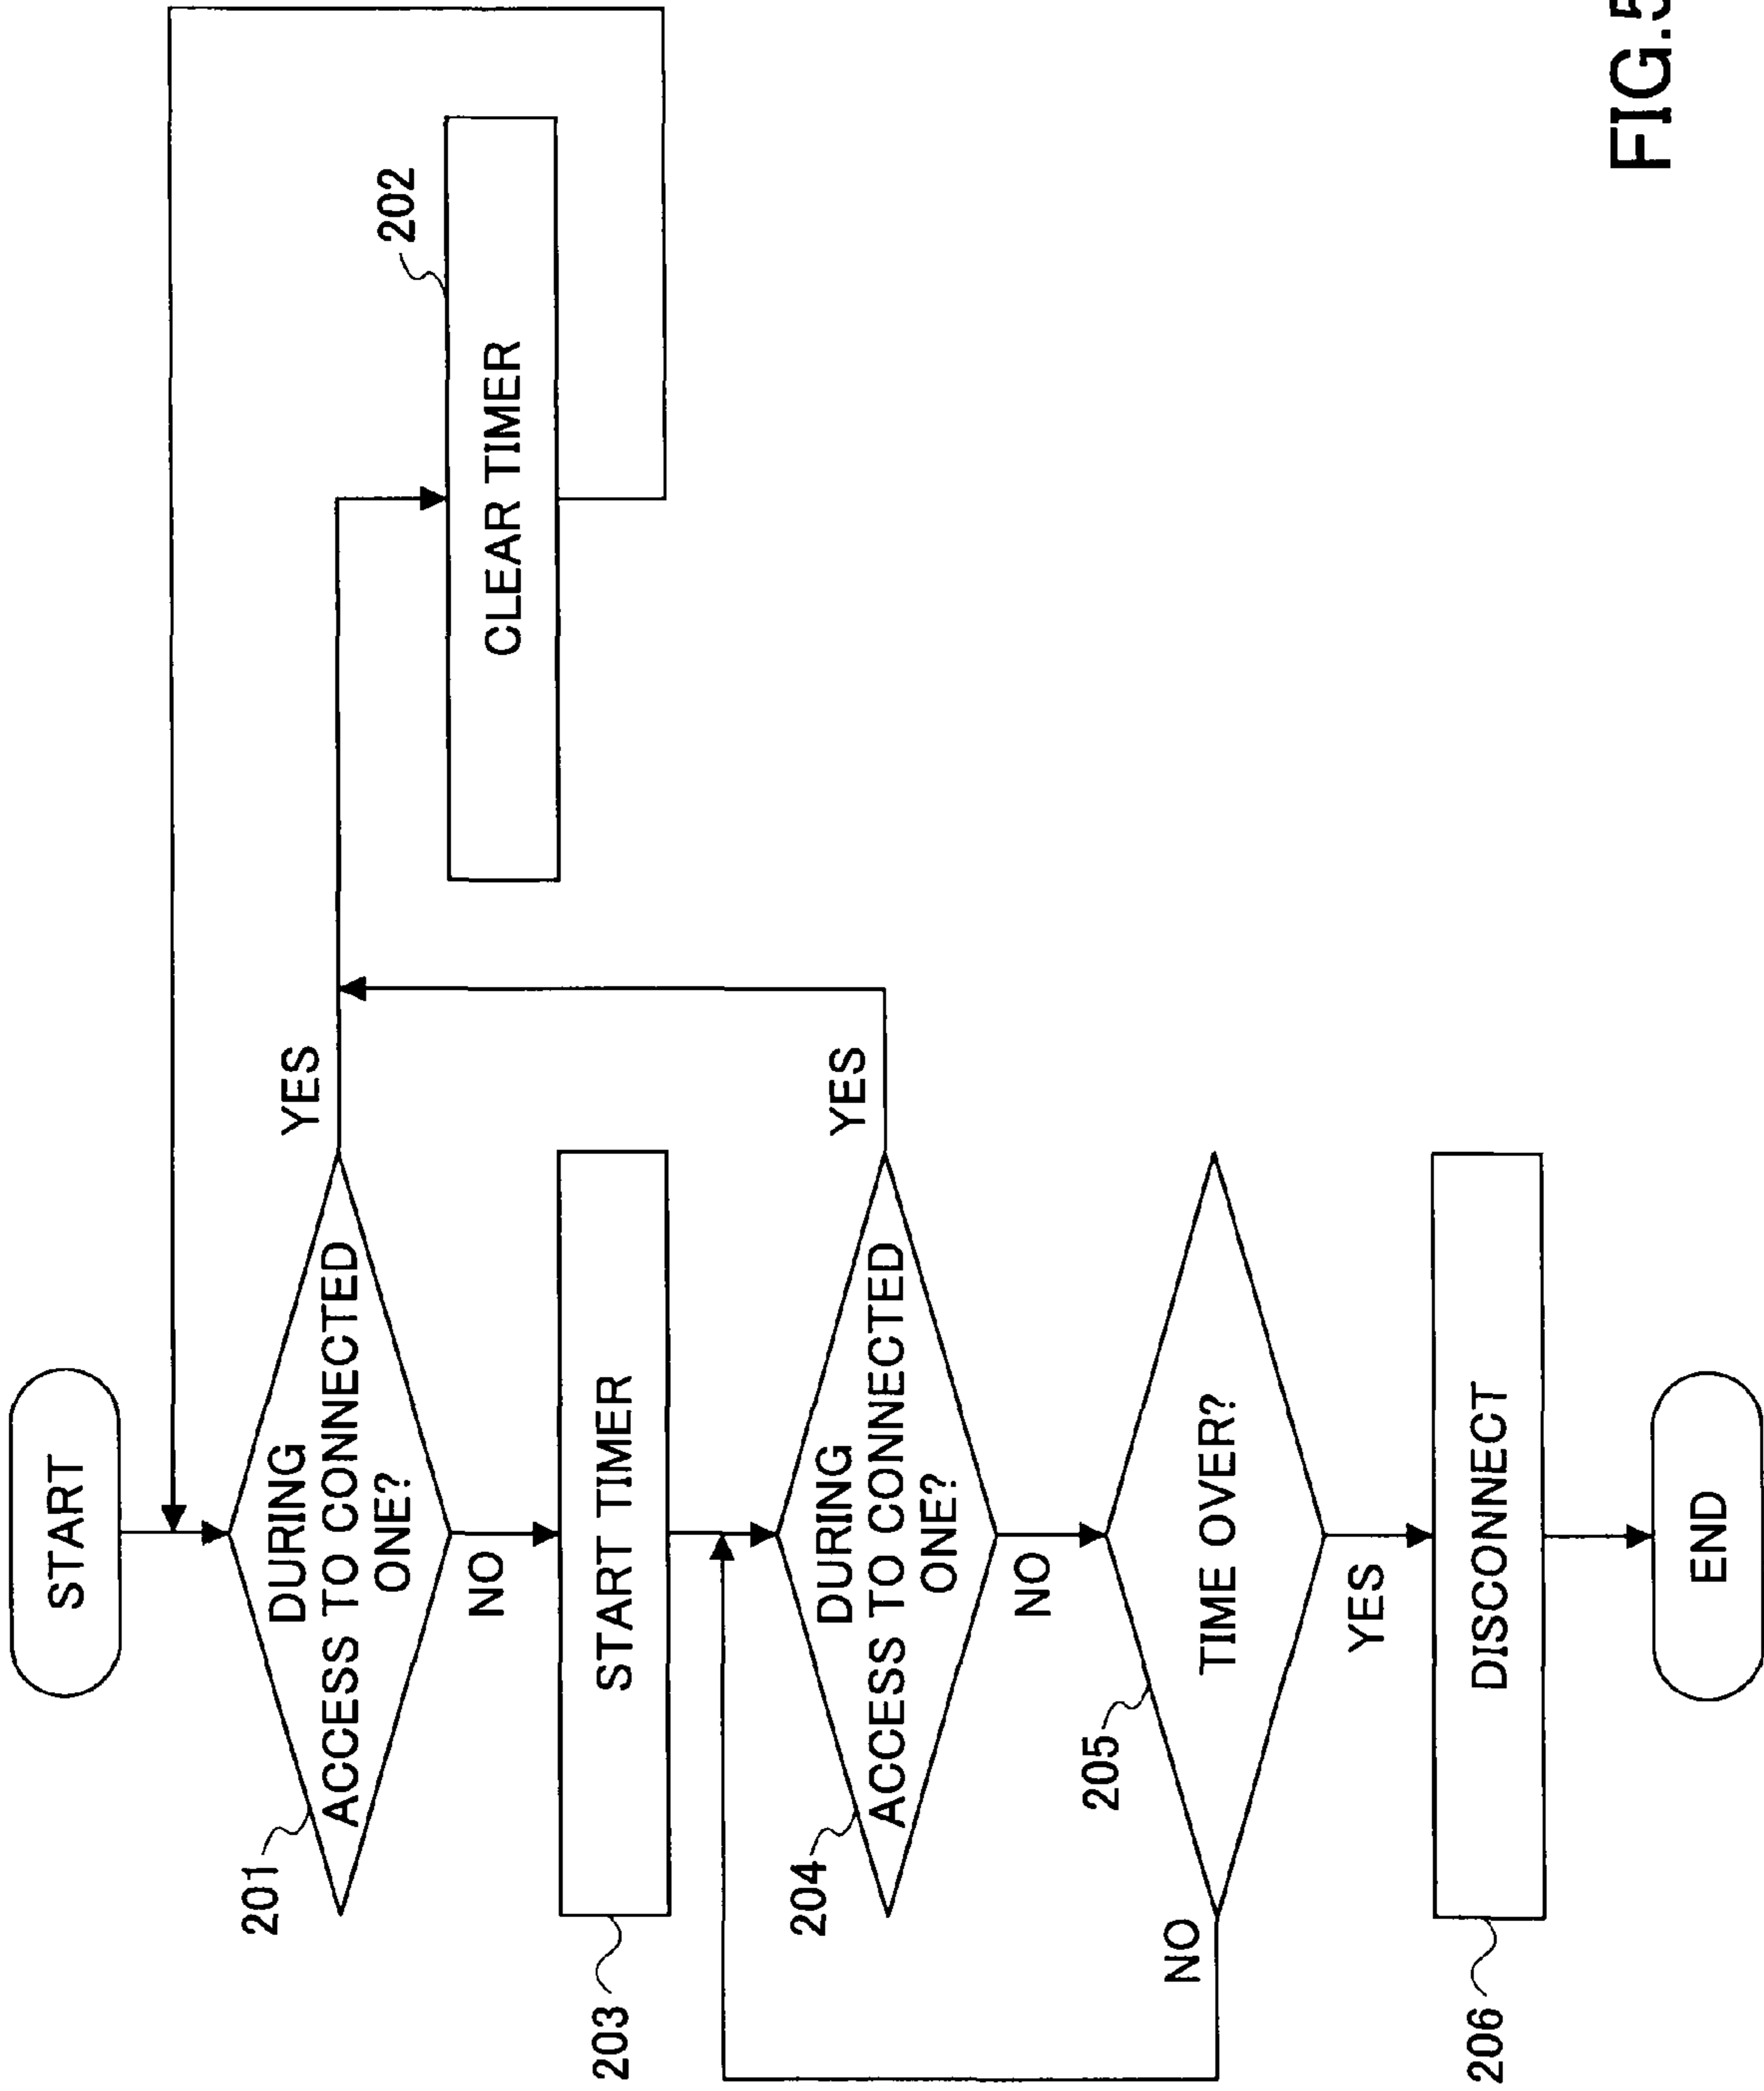 START
201
DURING
ACCESS TO CONNECTED
ONE?
YES
NO
202
CLEAR TIMER
203
START TIMER
204
DURING
ACCESS TO CONNECTED
ONE?
YES
NO
205
TIME OVER?
NO
YES
206
DISCONNECT
END
FIG.5